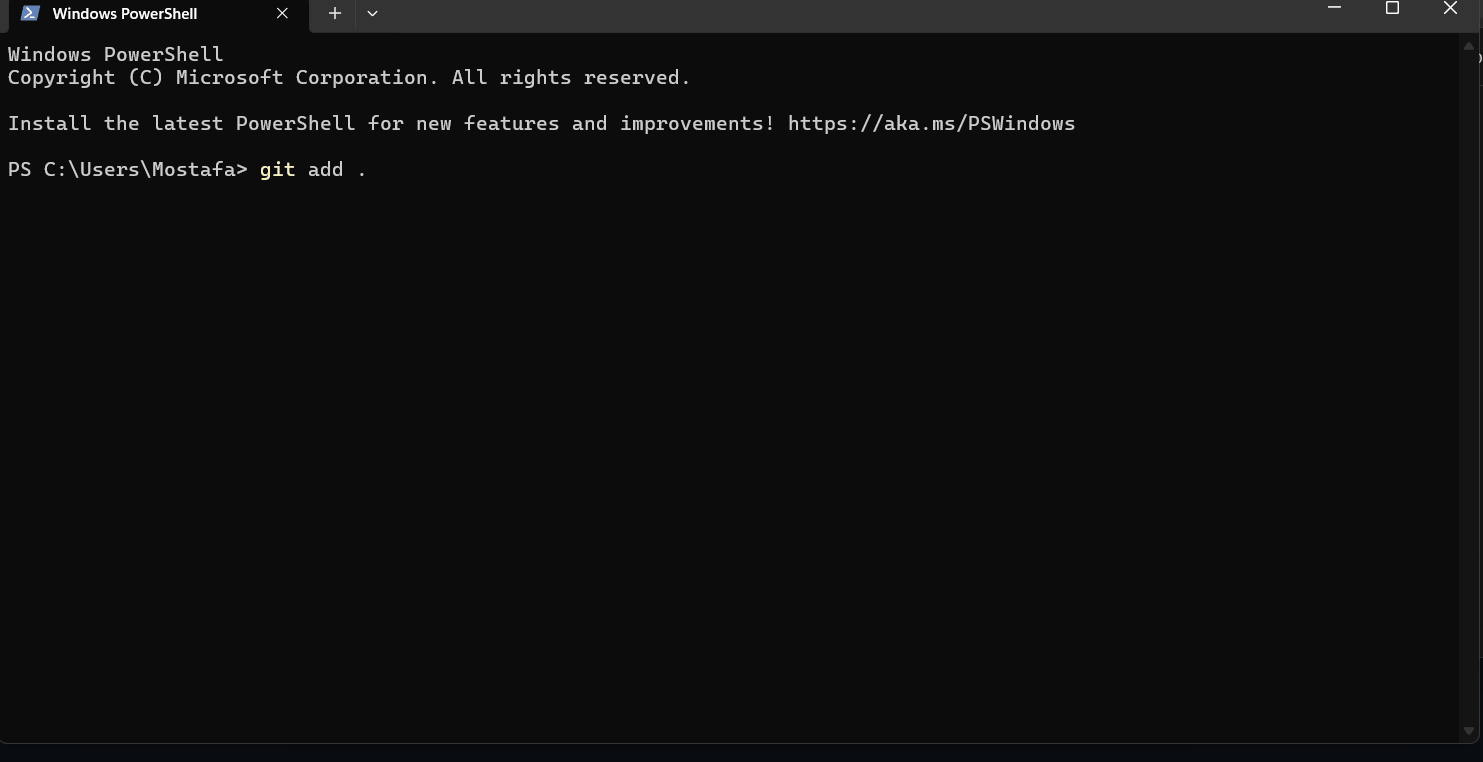 Windows PowerShell
Windows PowerShell
Copyright (C) Microsoft Corporation. All rights reserved.
Install the latest PowerShell for new features and improvements! https://aka.ms/PSWindows
PS C:\Users\Mostafa> git add .